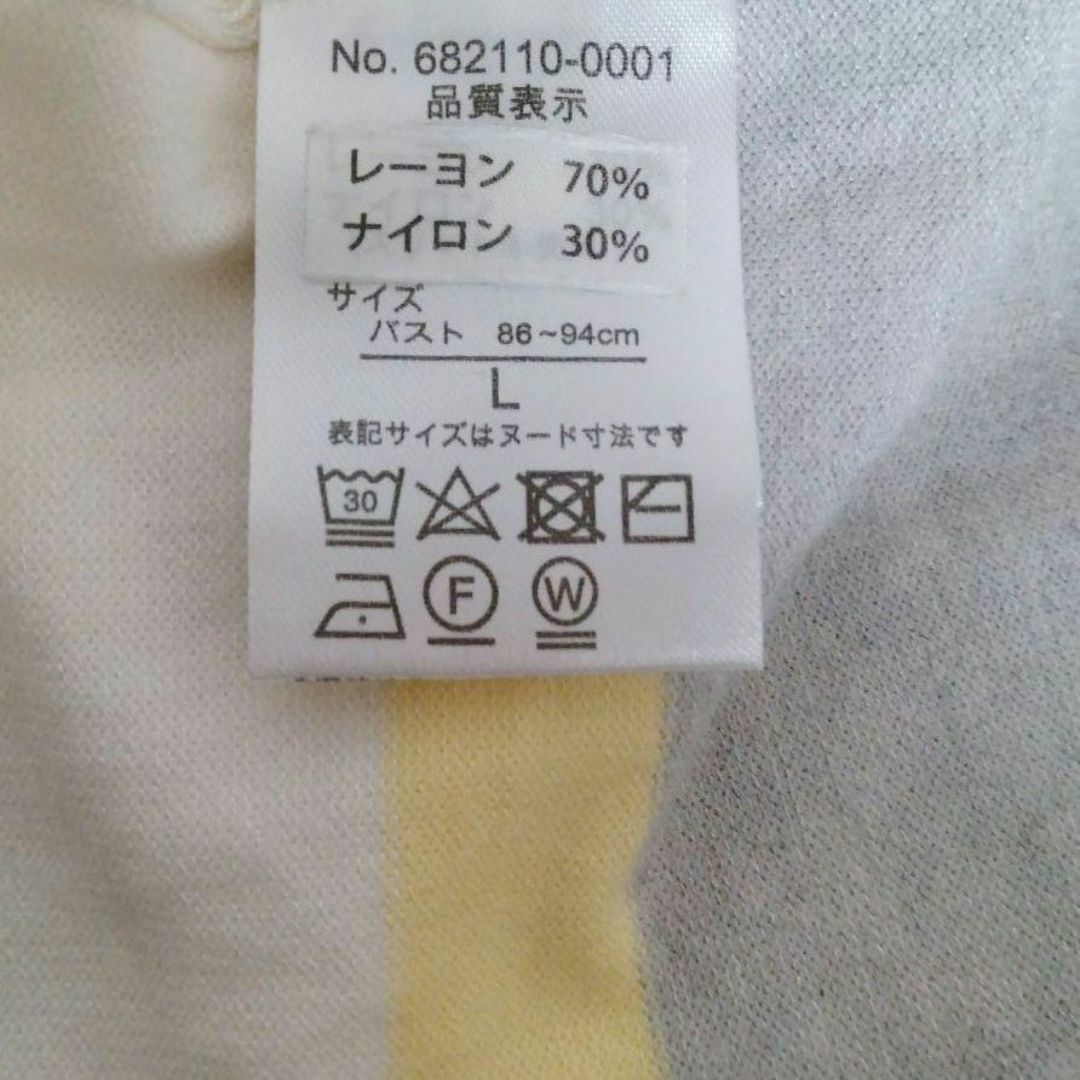 No. 682110-0001
品質表示
レーヨン 70%
ナイロン 30%
サイズ
バスト 86~94cm
L
表記サイズはヌード寸法です
30
F
W